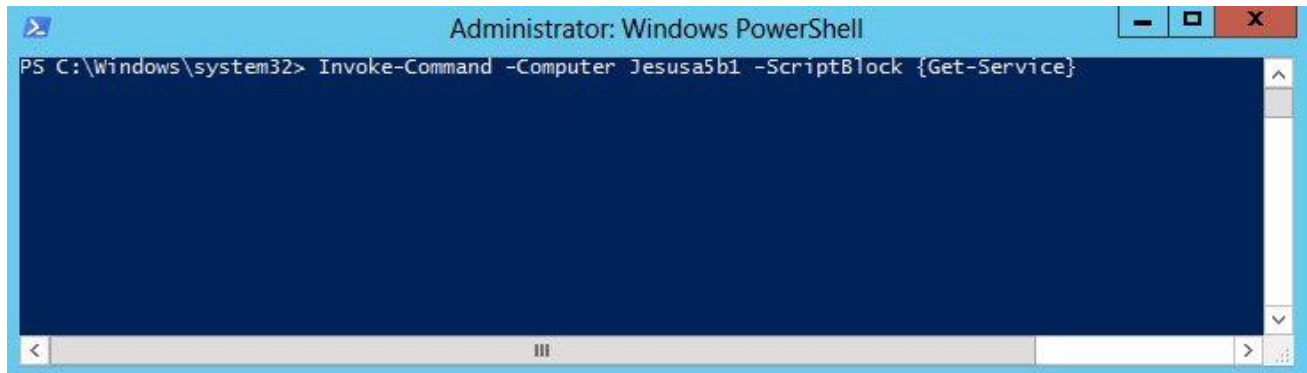 Administrator: Windows PowerShell
PS C:\Windows\system32> Invoke-Command -Computer Jesusa5b1 -ScriptBlock {Get-Service}